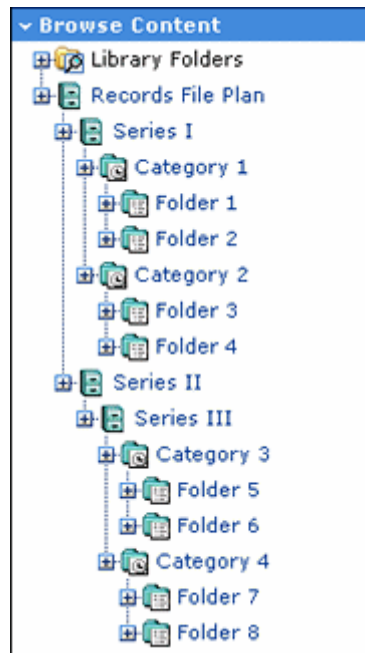 Browse Content
Library Folders
Records File Plan
Series I
Category 1
Folder 1
Folder 2
Category 2
Folder 3
Folder 4
Series II
Series III
Category 3
Folder 5
Folder 6
Category 4
Folder 7
Folder 8